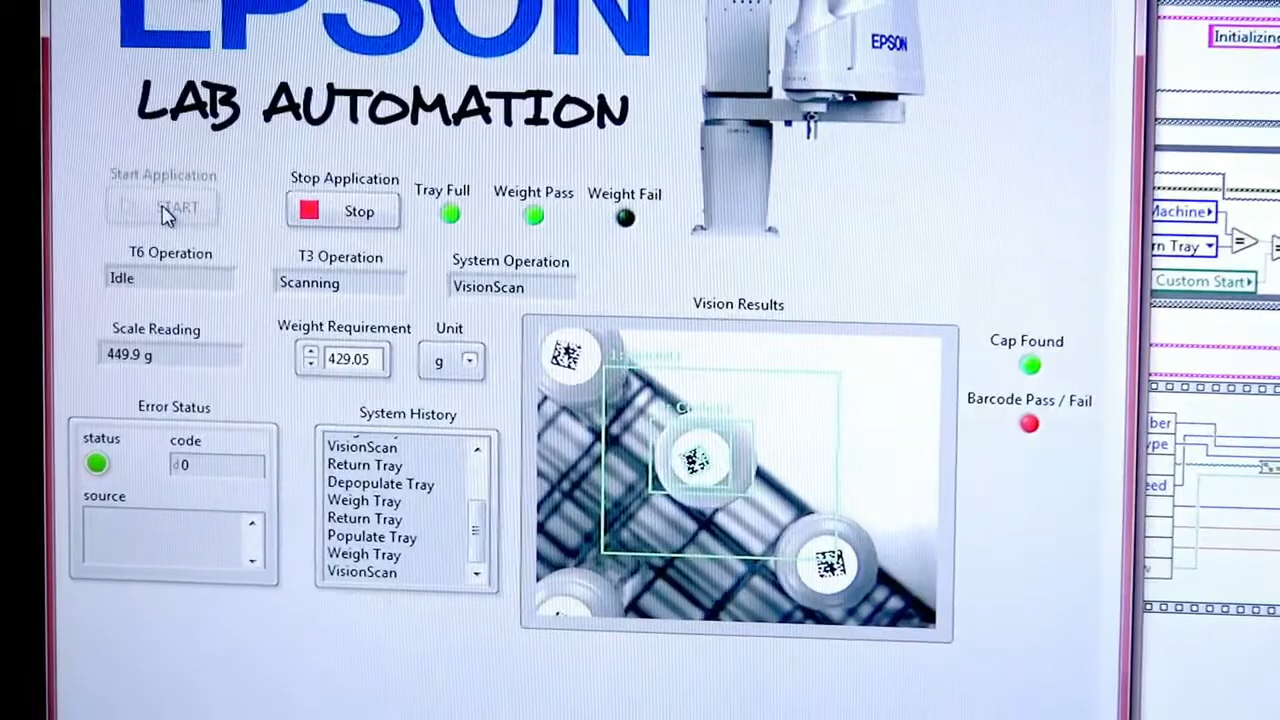 EPSON
EPSON
LAB AUTOMATION
Initializing
Start Application
START
Stop Application
Stop
Tray Full
Weight Pass
Weight Fail
T6 Operation
Idle
T3 Operation
Scanning
System Operation
VisionScan
Machine
rn Tray
Custom Start
Scale Reading
449.9 g
Weight Requirement
429.05
Unit
g
Vision Results
Cap Found
Barcode Pass / Fail
Error Status
status
code
d 0
source
System History
VisionScan
Return Tray
Depopulate Tray
Weigh Tray
Return Tray
Populate Tray
Weigh Tray
VisionScan
ber
ype
eed